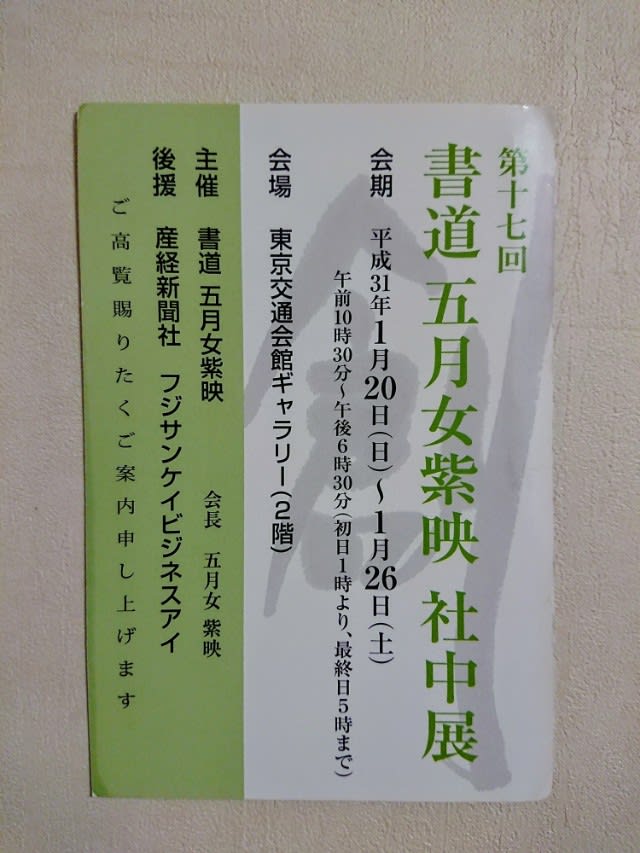 第十七回
書道 五月女紫映 社中展
会期 平成31年1月20日(日)〜1月26日(土)
午前10時30分〜午後6時30分(初日1時より、最終日5時まで)
会場 東京交通会館ギャラリー(2階)
主催 書道 五月女紫映 会長 五月女 紫映
後援 産経新聞社 フジサンケイビジネスアイ
ご高覧賜りたくご案内申し上げます
創